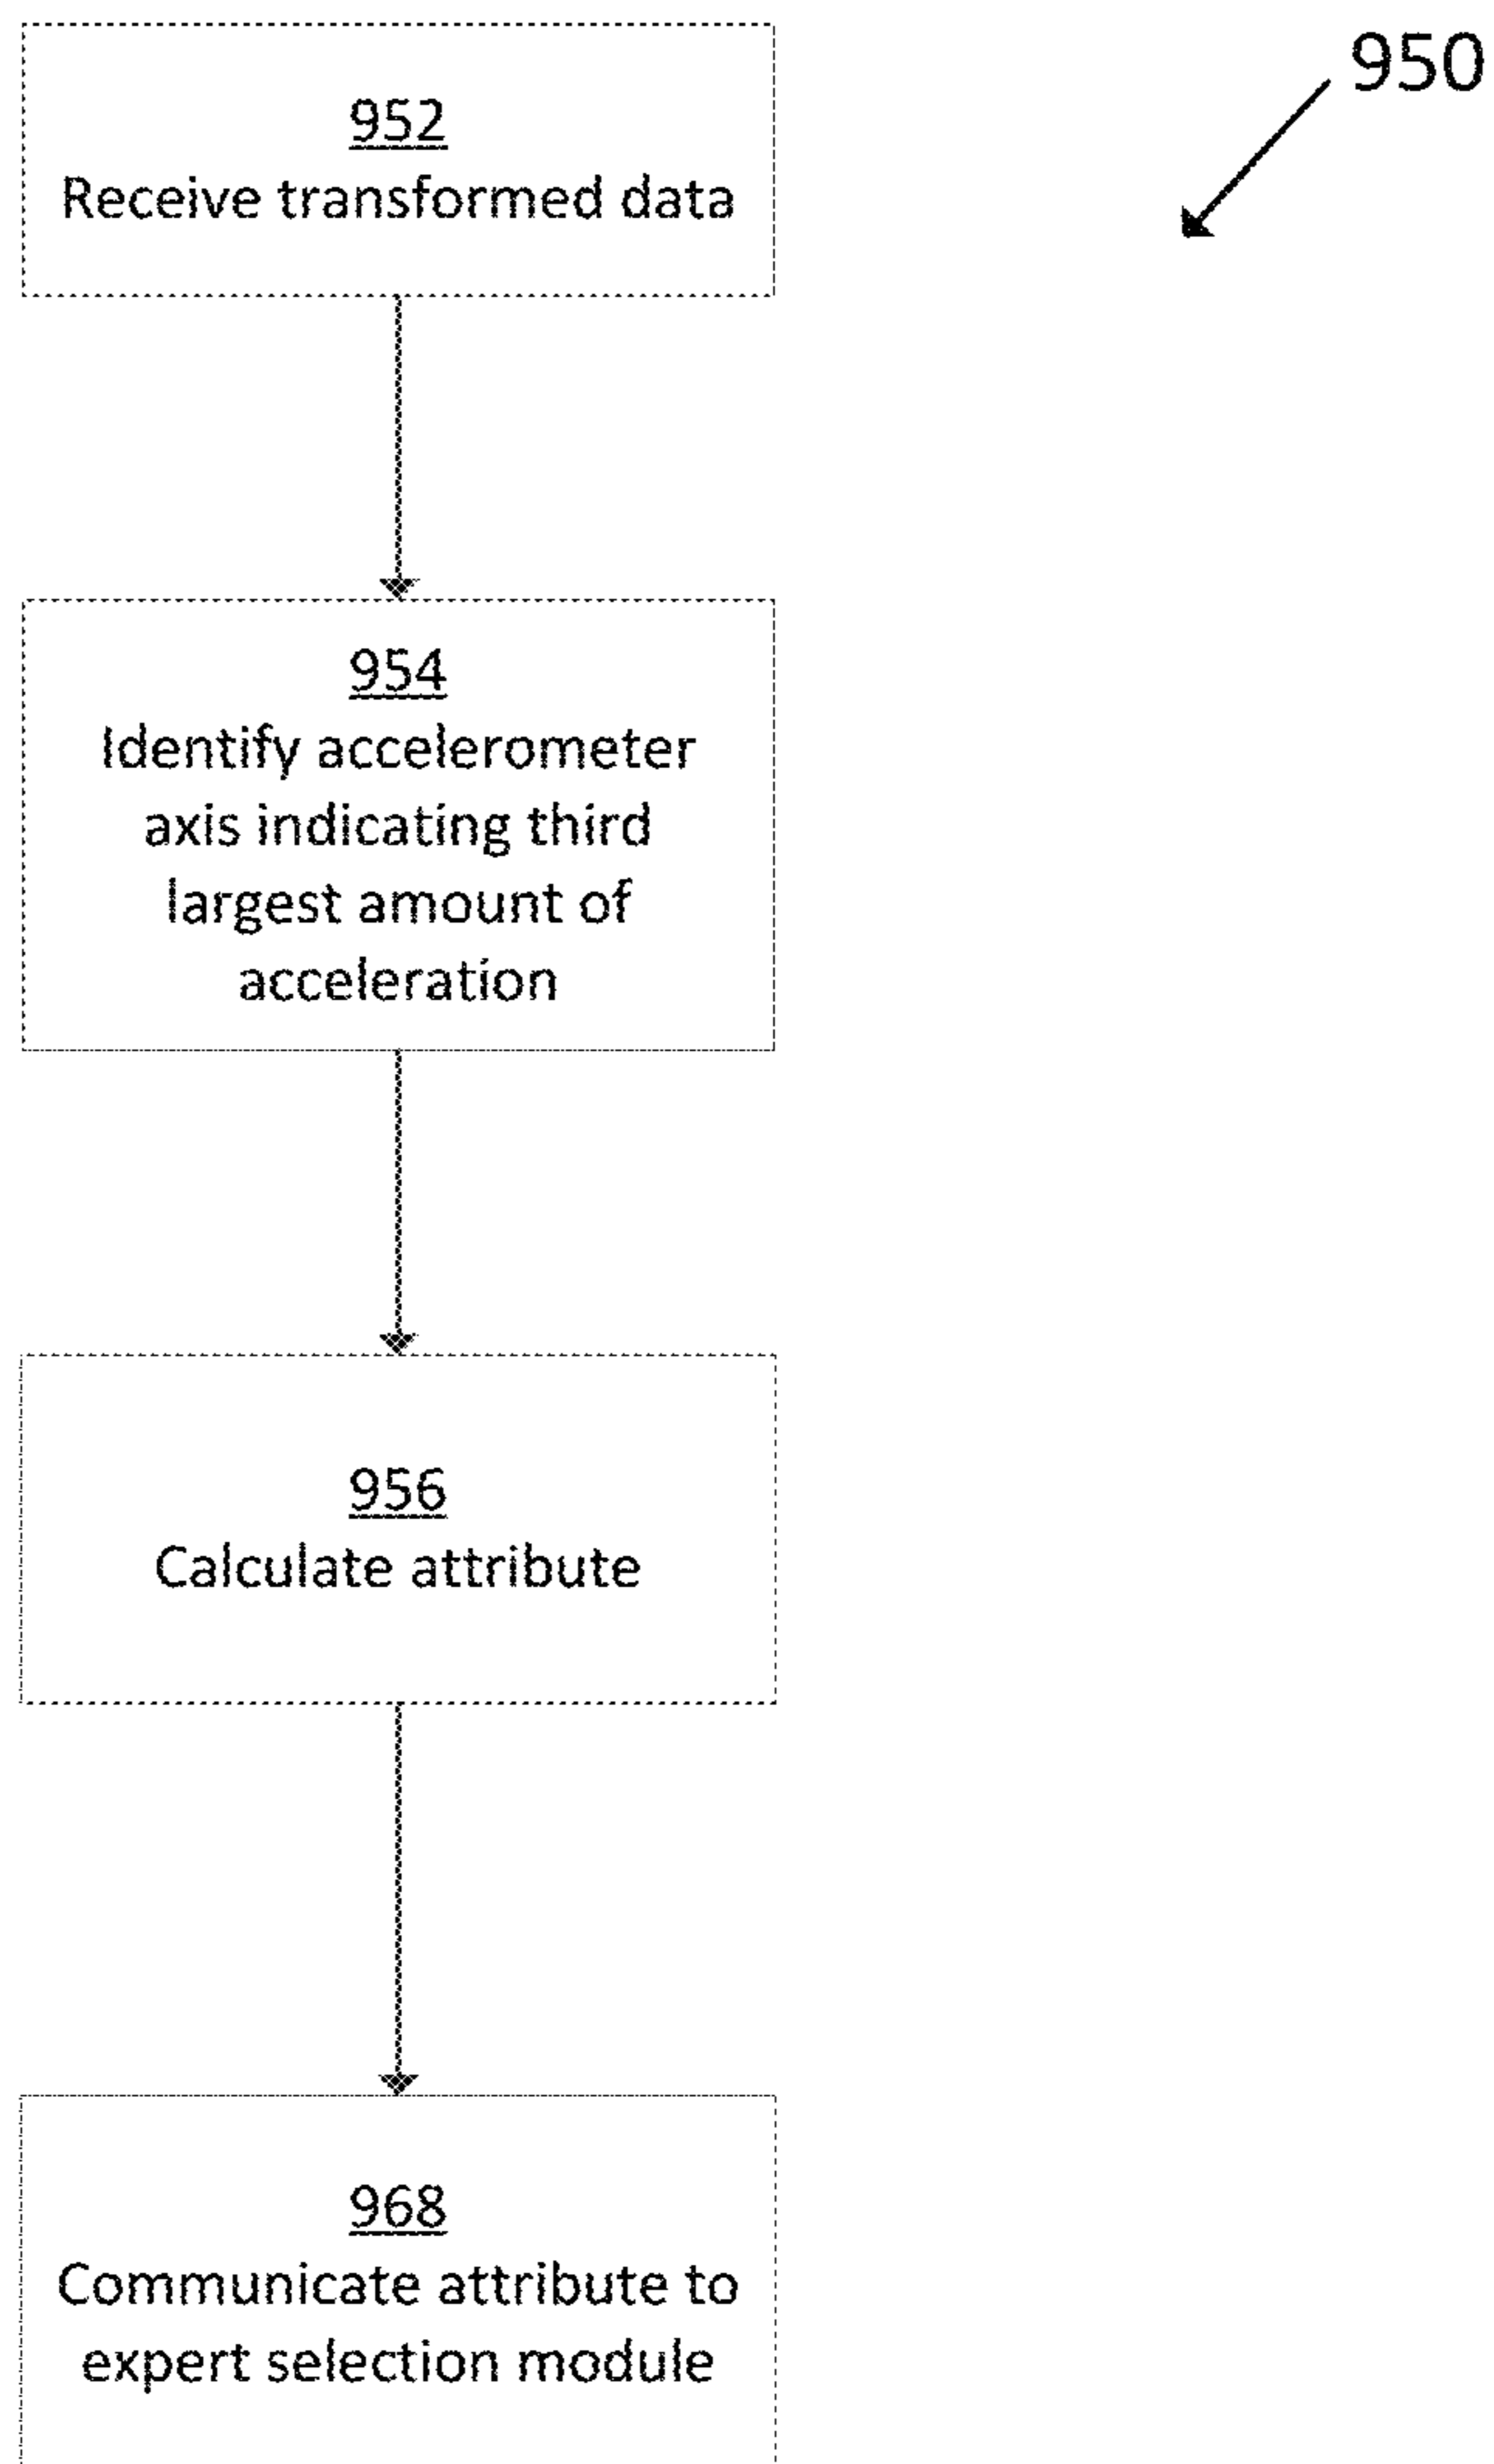 950
952
Receive transformed data
954
Identify accelerometer
axis indicating third
largest amount of
acceleration
956
Calculate attribute
968
Communicate attribute to
expert selection module